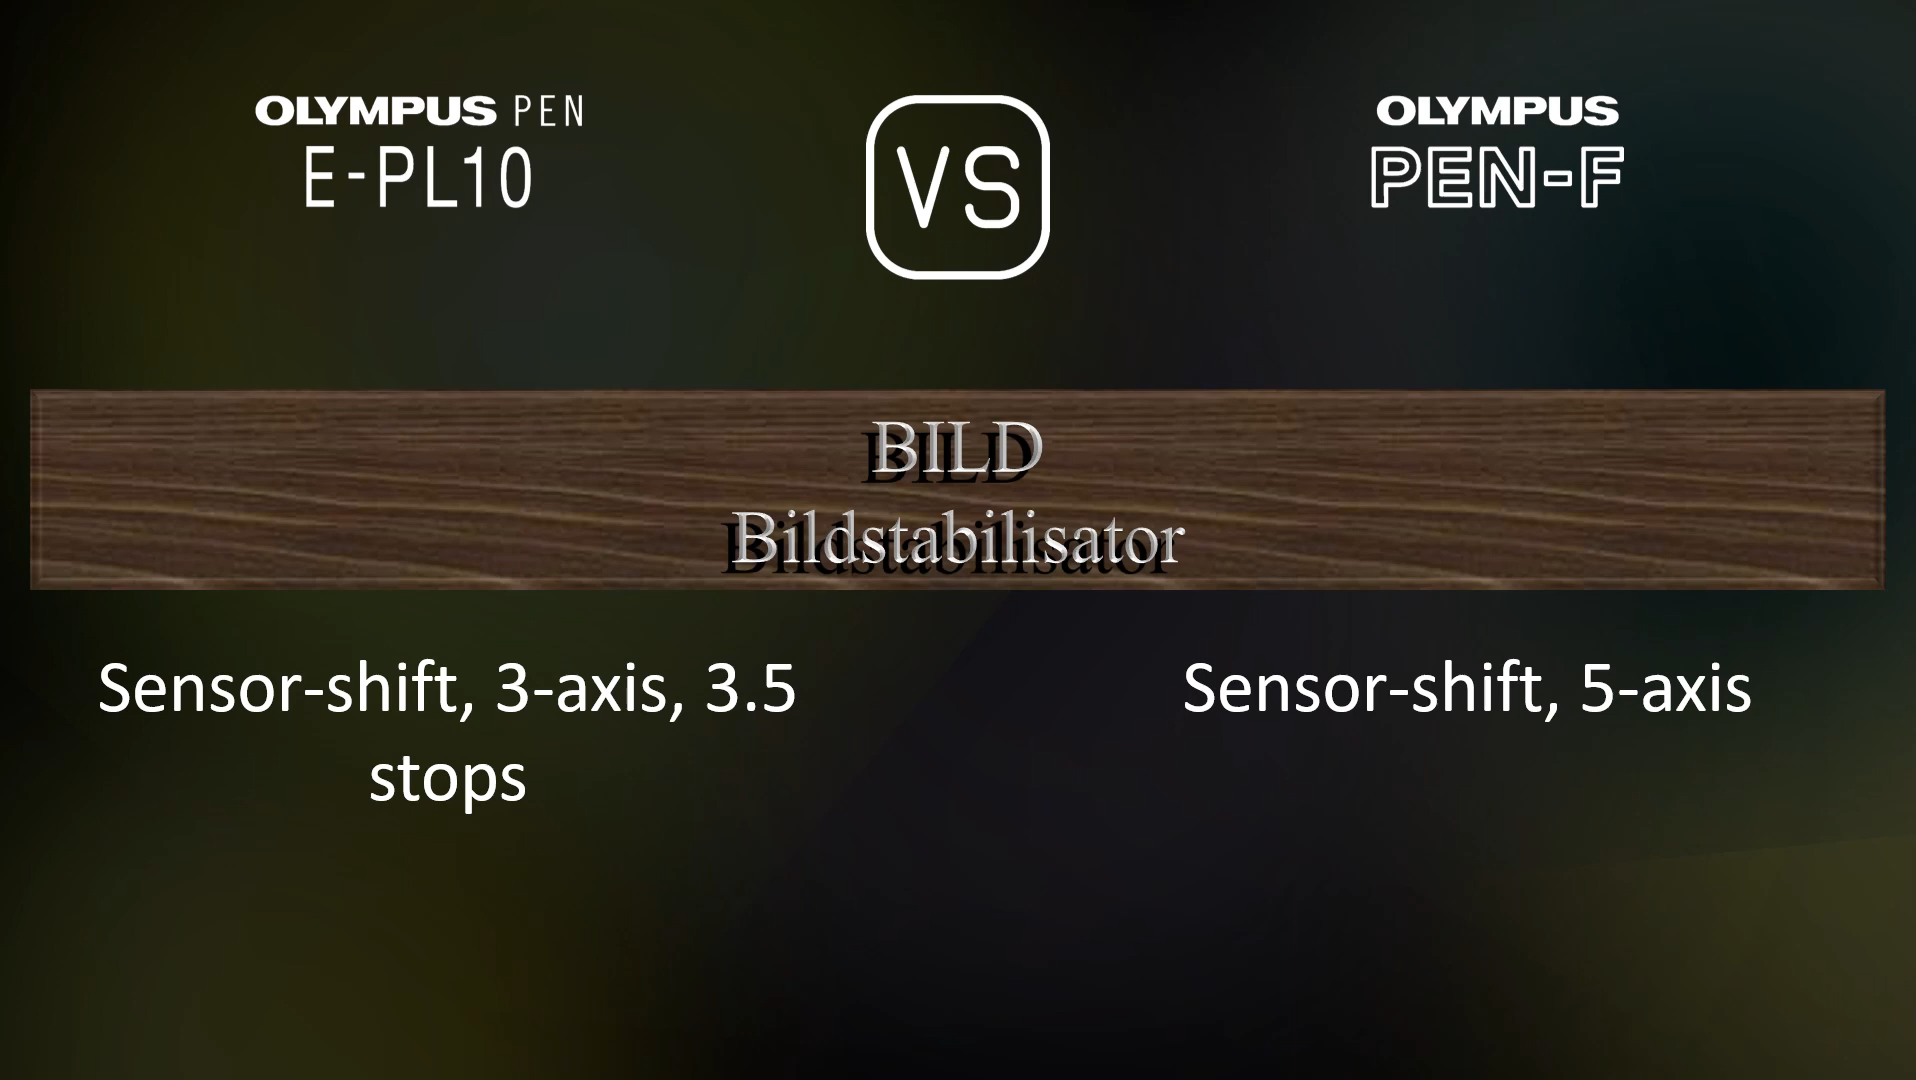 OLYMPUS PEN
E-PL10
VS
OLYMPUS
PEN-F
BILD
Bildstabilisator
Sensor-shift, 3-axis, 3.5
stops
Sensor-shift, 5-axis